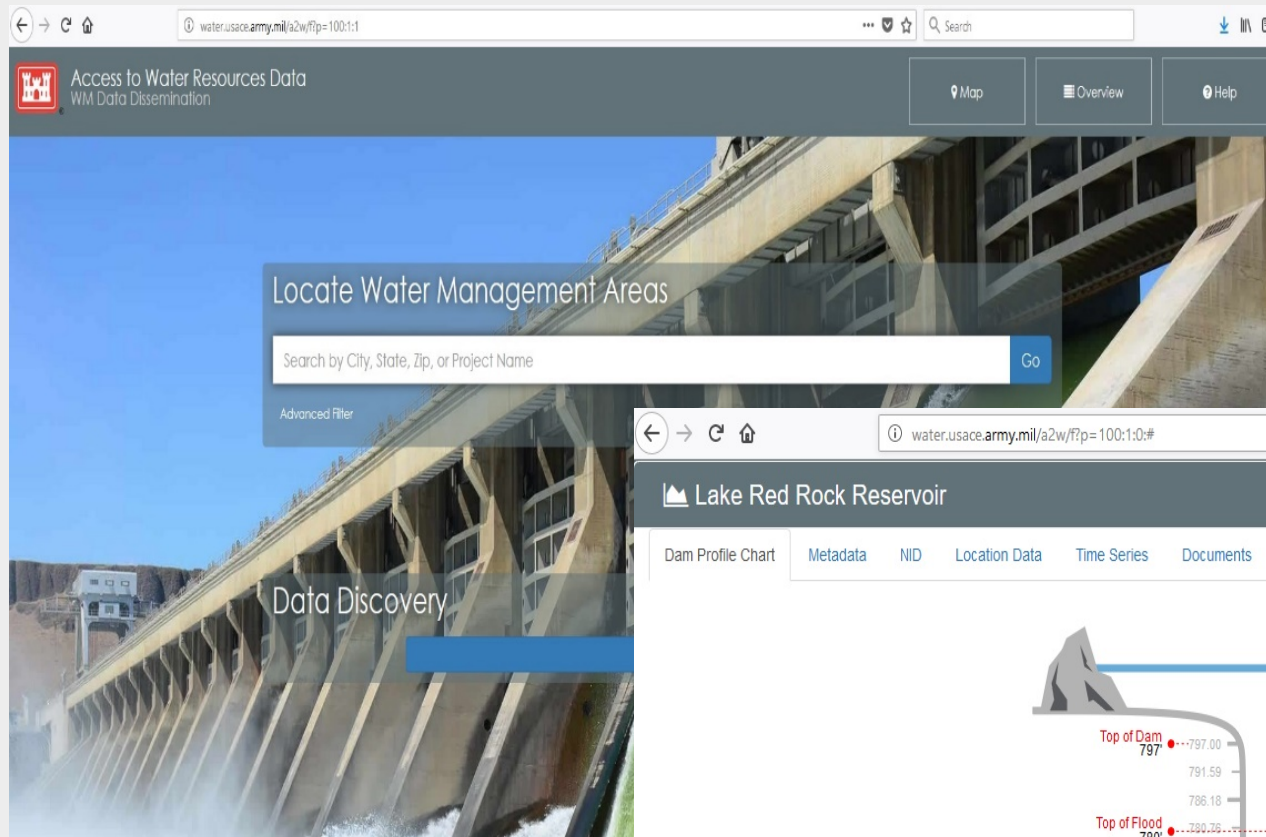 water.usace.army.mil/a2w/f?p=100:1:1
Search
Access to Water Resources Data
WM Data Dissemination
Map
Overview
Help
Locate Water Management Areas
Search by City, State, Zip, or Project Name
Go
Advanced Filter
Data Discovery
water.usace.army.mil/a2w/f?p=100:1:0:#
Lake Red Rock Reservoir
Dam Profile Chart
Metadata
NID
Location Data
Time Series
Documents
Top of Dam
797'
797.00
791.59
786.18
Top of Flood
780'
780.76